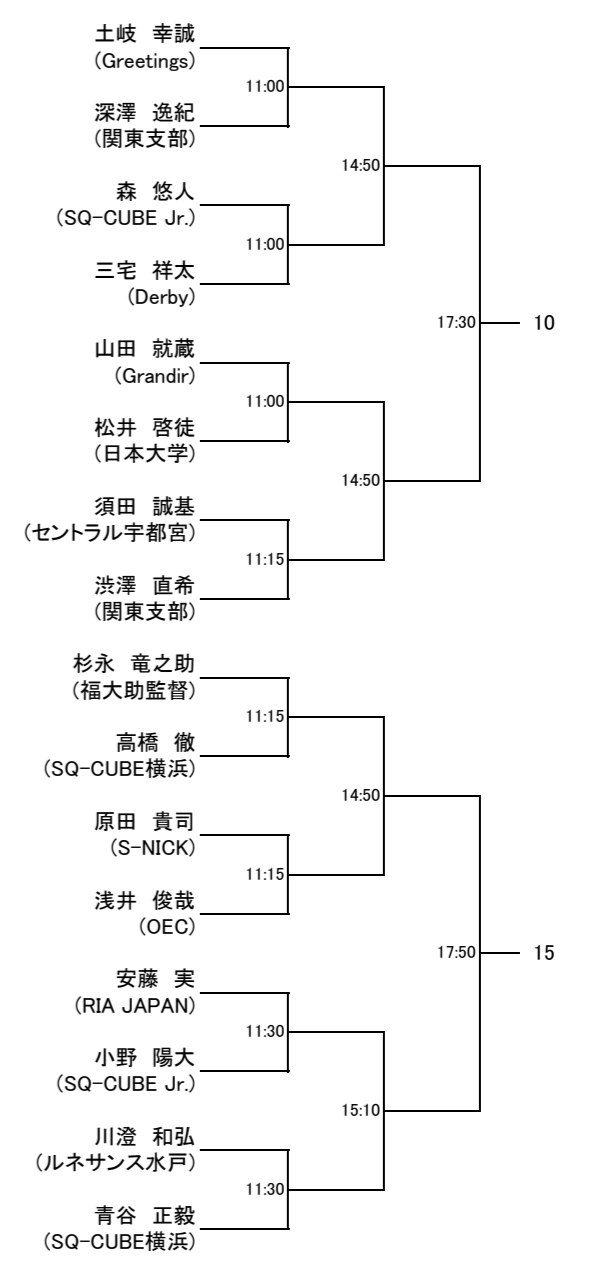 土岐　幸誠
(Greetings)
11:00
深澤　逸紀
(関東支部)
14:50
森　悠人
(SQ-CUBE Jr.)
11:00
三宅　祥太
(Derby)
17:30
10
山田　就蔵
(Grandir)
11:00
松井　啓徒
(日本大学)
14:50
須田　誠基
(セントラル宇都宮)
11:15
渋澤　直希
(関東支部)
杉永　竜之助
(福大助監督)
11:15
高橋　徹
(SQ-CUBE横浜)
14:50
原田　貴司
(S-NICK)
11:15
浅井　俊哉
(OEC)
17:50
15
安藤　実
(RIA JAPAN)
11:30
小野　陽大
(SQ-CUBE Jr.)
15:10
川澄　和弘
(ルネサンス水戸)
11:30
青谷　正毅
(SQ-CUBE横浜)